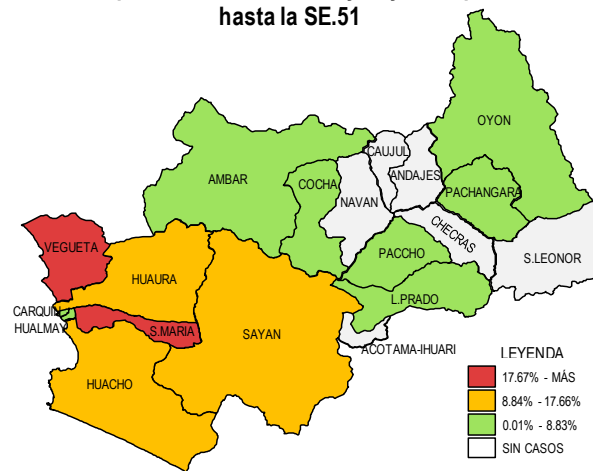 hasta la SE.51
OYON
CAUJUL
ANDAJES
AMBAR
COCHA
NAVAN
PACHANGARA
CHECRAS
VEGUETA
PACCHO
S.LEONOR
HUAURA
L.PRADO
CARQUIN
HUALMAY
S.MARIA
SAYAN
ACOTAMA-IHUARI
HUACHO
LEYENDA
17.67% - MÁS
8.84% - 17.66%
0.01% - 8.83%
SIN CASOS